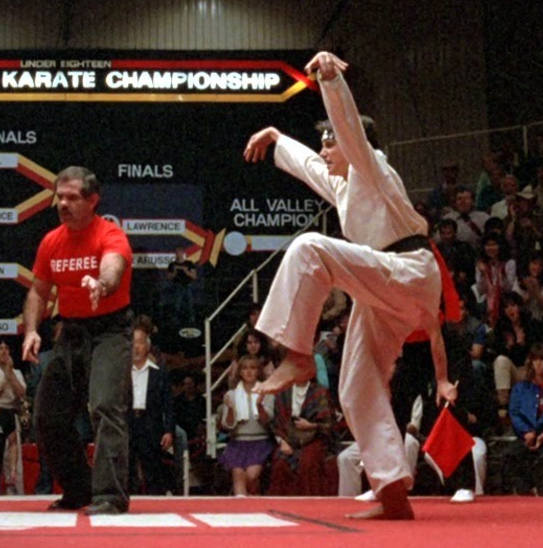 UNDER EIGHTEEN
KARATE CHAMPIONSHIP
NALS
FINALS
ALL VALLEY
CHAMPION
LAWRENCE
REFEREE